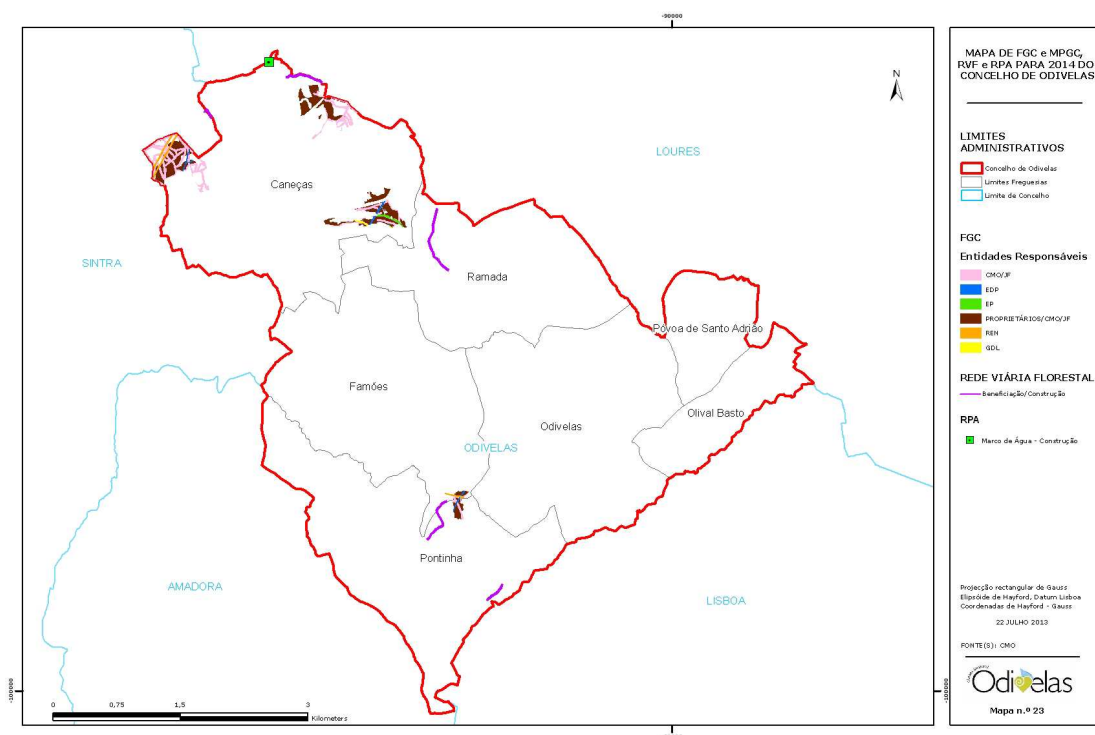 -90000
MAPA DE FGC e MPGC,
RVF e RPA PARA 2014 DO
CONCELHO DE ODIVELAS
N
LOURES
LIMITES
ADMINISTRATIVOS
Concelho de Odivelas
Limites Freguesias
Limite de Concelho
Caneças
SINTRA
Ramada
FGC
Entidades Responsáveis
CMO/JF
EDP
EP
PROPRIETÁRIOS/CMO/JF
REN
GDL
Póvoa de Santo Adrião
Famões
Olival Basto
Odivelas
ODIVELAS
REDE VIÁRIA FLORESTAL
Beneficiação/Construção
RPA
Marco de Água - Construção
Pontinha
AMADORA
LISBOA
Projecção rectangular de Gauss
Elipsóide de Hayford, Datum Lisboa
Coordenadas de Hayford - Gauss
22 JULHO 2013
FONTE(S): CMO
Odivelas
Mapa n.º 23
-100000
-100000
0 0,75 1,5 3
Kilometers